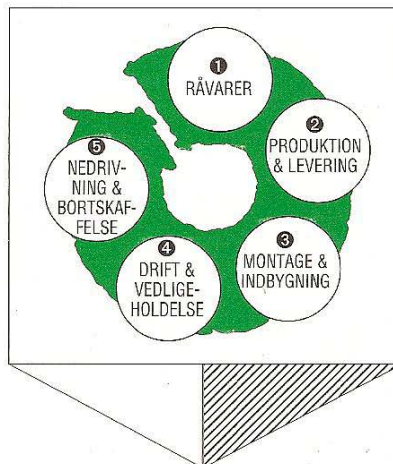 1
RÅVARER
2
PRODUKTION
& LEVERING
3
MONTAGE &
INDBYGNING
4
DRIFT &
VEDLIGE-
HOLDELSE
5
NEDRIV-
NING &
BORTSKAF-
FELSE